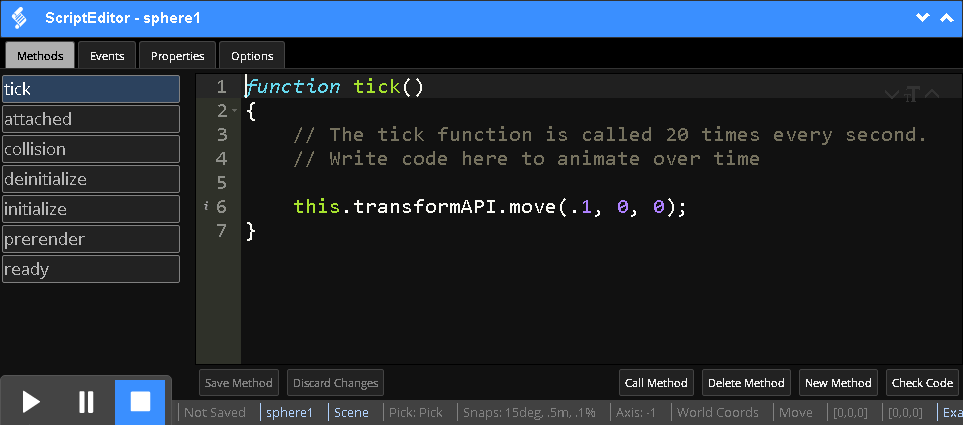 ScriptEditor - sphere1
Methods Events Properties Options
tick
attached
collision
deinitialize
initialize
prerender
ready
1 function tick()
2 {
3 // The tick function is called 20 times every second.
4 // Write code here to animate over time
5
i 6 this.transformAPI.move(.1, 0, 0);
7 }
Save Method Discard Changes Call Method Delete Method New Method Check Code
Not Saved sphere1 Scene Pick: Pick Snaps: 15deg, .5m, .1% Axis: -1 World Coords Move [0,0,0] [0,0,0] Exa